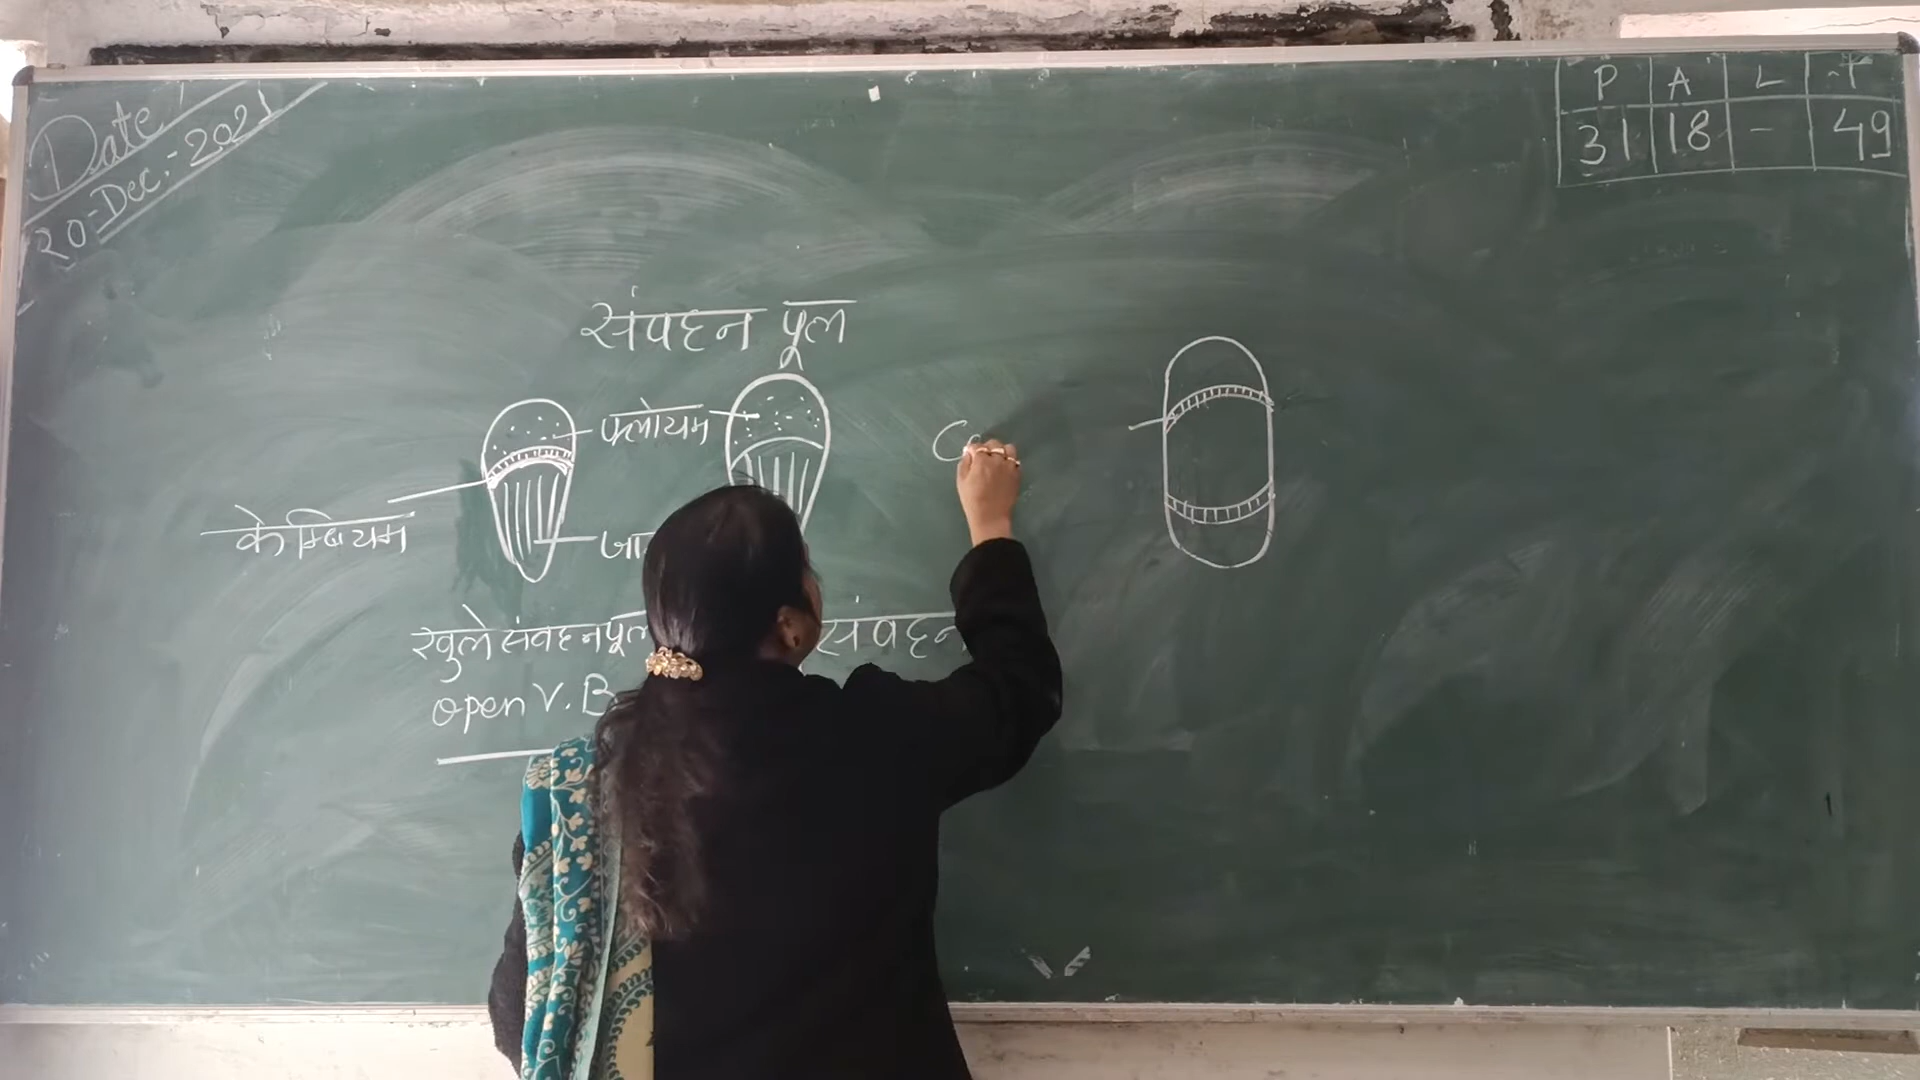 Date
20-Dec.-2021
P A L T
31 18 - 49
संवहन पूल
फ्लोयम
केम्बियम
खुले संवहनपूल संवहन
open V.B